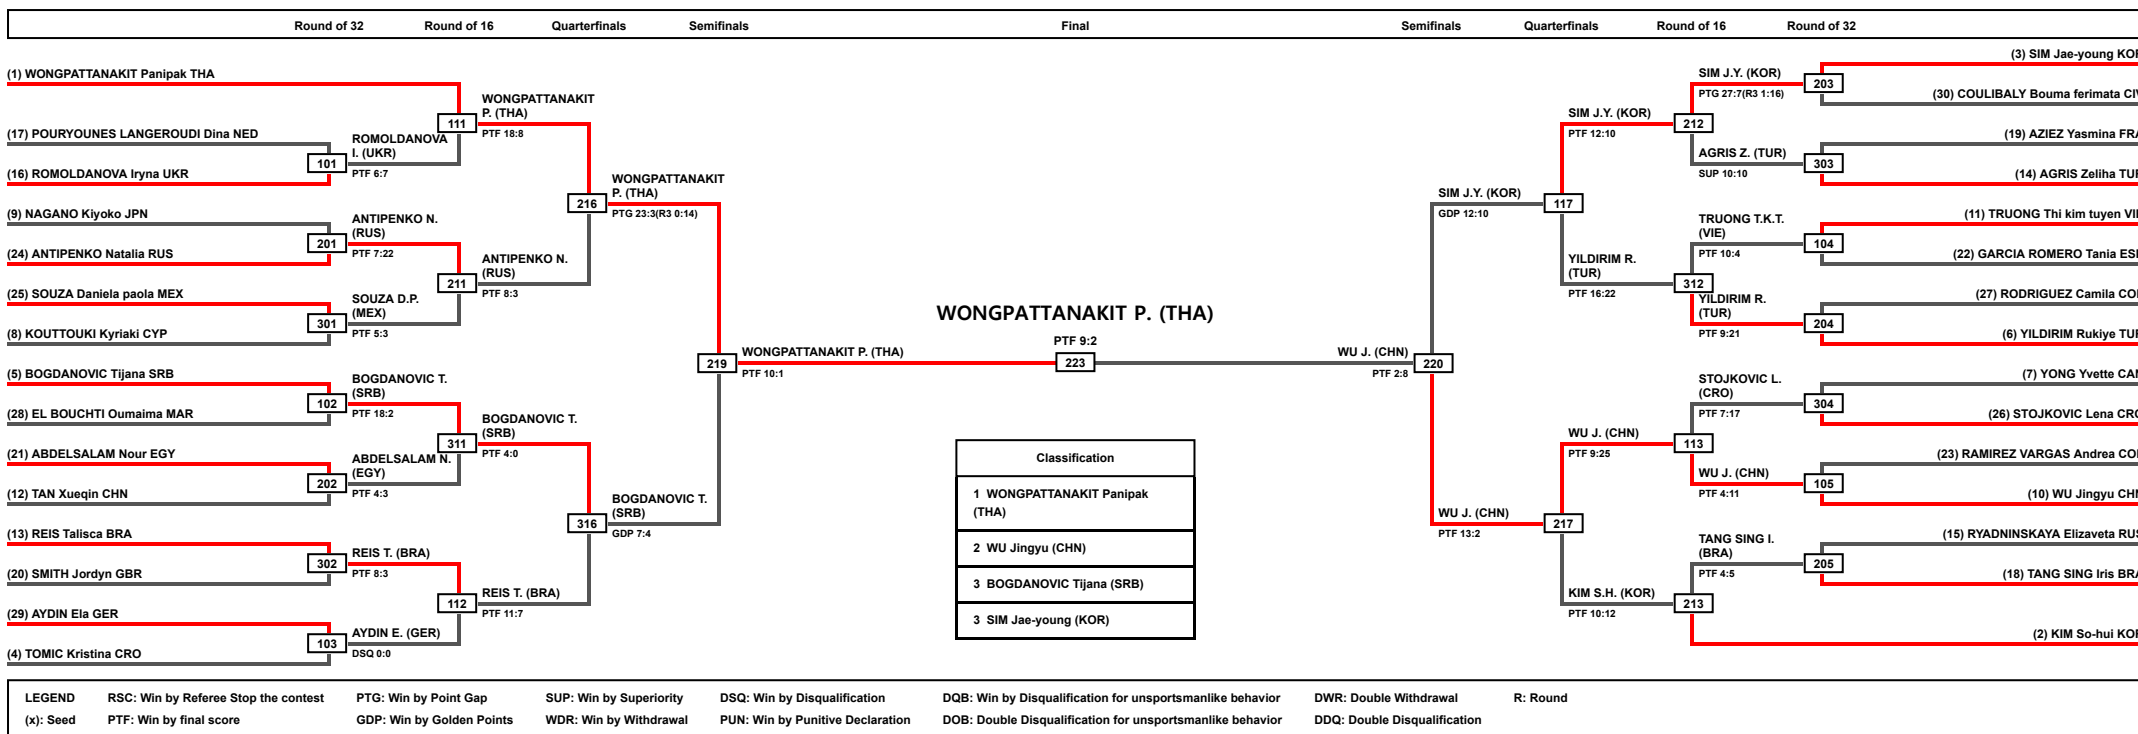 Round of 32 Round of 16 Quarterfinals Semifinals Final Semifinals Quarterfinals Round of 16 Round of 32
(1) WONGPATTANAKIT Panipak THA
(17) POURYOUNES LANGEROUDI Dina NED
(16) ROMOLDANOVA Iryna UKR
(9) NAGANO Kiyoko JPN
(24) ANTIPENKO Natalia RUS
(25) SOUZA Daniela paola MEX
(8) KOUTTOUKI Kyriaki CYP
(5) BOGDANOVIC Tijana SRB
(28) EL BOUCHTI Oumaima MAR
(21) ABDELSALAM Nour EGY
(12) TAN Xueqin CHN
(13) REIS Talisca BRA
(20) SMITH Jordyn GBR
(29) AYDIN Ela GER
(4) TOMIC Kristina CRO
101
ROMOLDANOVA
I. (UKR)
PTF 6:7
201
ANTIPENKO N.
(RUS)
PTF 7:22
301
SOUZA D.P.
(MEX)
PTF 5:3
102
BOGDANOVIC T.
(SRB)
PTF 18:2
202
ABDELSALAM N.
(EGY)
PTF 4:3
302
REIS T. (BRA)
PTF 8:3
103
AYDIN E. (GER)
DSQ 0:0
111
WONGPATTANAKIT
P. (THA)
PTF 18:8
211
ANTIPENKO N.
(RUS)
PTF 8:3
311
BOGDANOVIC T.
(SRB)
PTF 4:0
112
REIS T. (BRA)
PTF 11:7
216
WONGPATTANAKIT
P. (THA)
PTG 23:3(R3 0:14)
316
BOGDANOVIC T.
(SRB)
GDP 7:4
219
WONGPATTANAKIT P. (THA)
PTF 10:1
WONGPATTANAKIT P. (THA)
PTF 9:2
223
Classification
1 WONGPATTANAKIT Panipak
(THA)
2 WU Jingyu (CHN)
3 BOGDANOVIC Tijana (SRB)
3 SIM Jae-young (KOR)
WU J. (CHN)
PTF 2:8
220
SIM J.Y. (KOR)
GDP 12:10
117
WU J. (CHN)
PTF 13:2
217
SIM J.Y. (KOR)
PTF 12:10
212
YILDIRIM R.
(TUR)
PTF 16:22
312
WU J. (CHN)
PTF 9:25
113
KIM S.H. (KOR)
PTF 10:12
213
SIM J.Y. (KOR)
PTG 27:7(R3 1:16)
203
AGRIS Z. (TUR)
SUP 10:10
303
TRUONG T.K.T.
(VIE)
PTF 10:4
104
YILDIRIM R.
(TUR)
PTF 9:21
204
STOJKOVIC L.
(CRO)
PTF 7:17
304
WU J. (CHN)
PTF 4:11
105
TANG SING I.
(BRA)
PTF 4:5
205
(3) SIM Jae-young KOR
(30) COULIBALY Bouma ferimata CIV
(19) AZIEZ Yasmina FRA
(14) AGRIS Zeliha TUR
(11) TRUONG Thi kim tuyen VIE
(22) GARCIA ROMERO Tania ESP
(27) RODRIGUEZ Camila COL
(6) YILDIRIM Rukiye TUR
(7) YONG Yvette CAN
(26) STOJKOVIC Lena CRO
(23) RAMIREZ VARGAS Andrea COL
(10) WU Jingyu CHN
(15) RYADNINSKAYA Elizaveta RUS
(18) TANG SING Iris BRA
(2) KIM So-hui KOR
LEGEND RSC: Win by Referee Stop the contest PTG: Win by Point Gap SUP: Win by Superiority DSQ: Win by Disqualification DQB: Win by Disqualification for unsportsmanlike behavior DWR: Double Withdrawal R: Round
(x): Seed PTF: Win by final score GDP: Win by Golden Points WDR: Win by Withdrawal PUN: Win by Punitive Declaration DOB: Double Disqualification for unsportsmanlike behavior DDQ: Double Disqualification